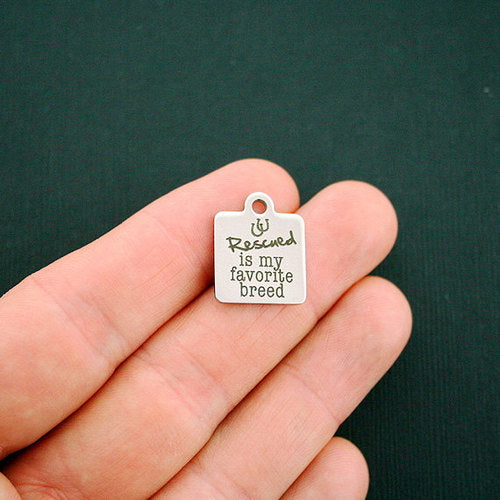 Rescued
is my
favorite
breed